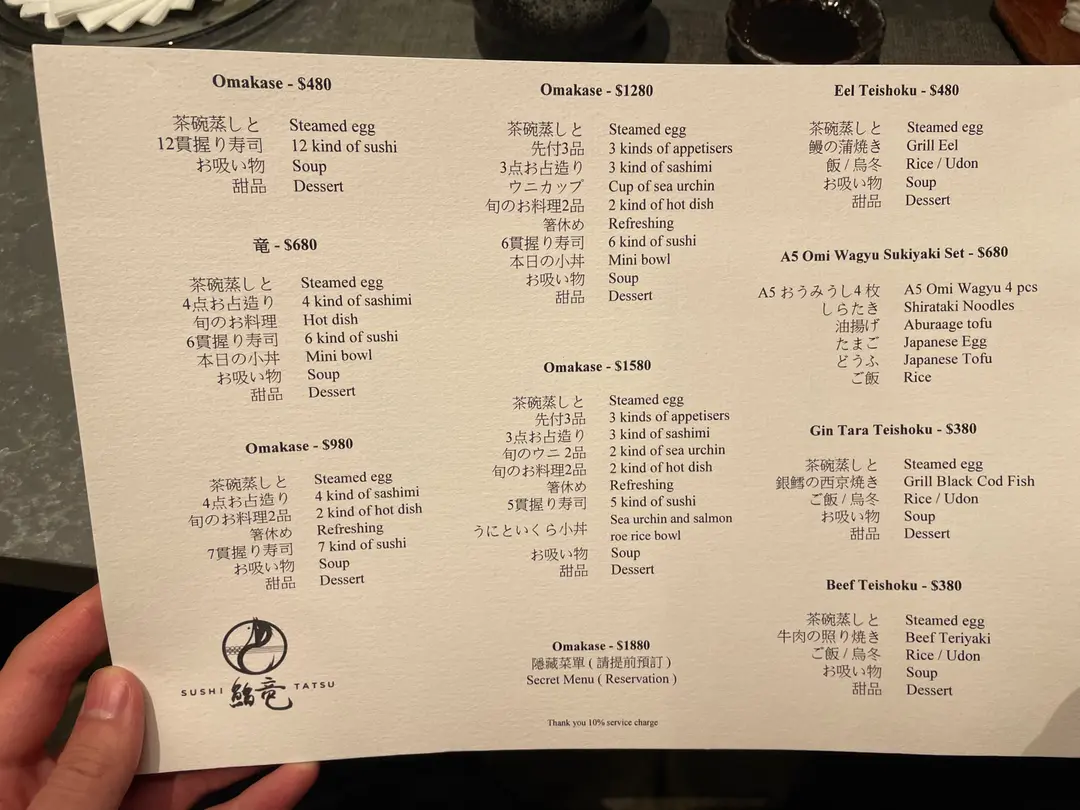 Omakase - $480
茶碗蒸しと Steamed egg
12貫握り寿司 12 kind of sushi
お吸い物 Soup
甜品 Dessert
竜 - $680
茶碗蒸しと Steamed egg
4点お占造り 4 kind of sashimi
旬のお料理 Hot dish
6貫握り寿司 6 kind of sushi
本日の小丼 Mini bowl
お吸い物 Soup
甜品 Dessert
Omakase - $980
茶碗蒸しと Steamed egg
4点お占造り 4 kind of sashimi
旬のお料理2品 2 kind of hot dish
箸休め Refreshing
7貫握り寿司 7 kind of sushi
お吸い物 Soup
甜品 Dessert
SUSHI 鮨竜 TATSU
Omakase - $1280
茶碗蒸しと Steamed egg
先付3品 3 kinds of appetisers
3点お占造り 3 kind of sashimi
ウニカップ Cup of sea urchin
旬のお料理2品 2 kind of hot dish
箸休め Refreshing
6貫握り寿司 6 kind of sushi
本日の小丼 Mini bowl
お吸い物 Soup
甜品 Dessert
Omakase - $1580
茶碗蒸しと Steamed egg
先付3品 3 kinds of appetisers
3点お占造り 3 kind of sashimi
旬のウニ 2品 2 kind of sea urchin
旬のお料理2品 2 kind of hot dish
箸休め Refreshing
5貫握り寿司 5 kind of sushi
うにといくら小丼 Sea urchin and salmon
roe rice bowl
お吸い物 Soup
甜品 Dessert
Omakase - $1880
隱藏菜單 ( 請提前預訂 )
Secret Menu ( Reservation )
Thank you 10% service charge
Eel Teishoku - $480
茶碗蒸しと Steamed egg
鰻の蒲焼き Grill Eel
飯 / 烏冬 Rice / Udon
お吸い物 Soup
甜品 Dessert
A5 Omi Wagyu Sukiyaki Set - $680
A5 おうみうし4 枚 A5 Omi Wagyu 4 pcs
しらたき Shirataki Noodles
油揚げ Aburaage tofu
たまご Japanese Egg
どうふ Japanese Tofu
ご飯 Rice
Gin Tara Teishoku - $380
茶碗蒸しと Steamed egg
銀鱈の西京焼き Grill Black Cod Fish
ご飯 / 烏冬 Rice / Udon
お吸い物 Soup
甜品 Dessert
Beef Teishoku - $380
茶碗蒸しと Steamed egg
牛肉の照り焼き Beef Teriyaki
ご飯 / 烏冬 Rice / Udon
お吸い物 Soup
甜品 Dessert